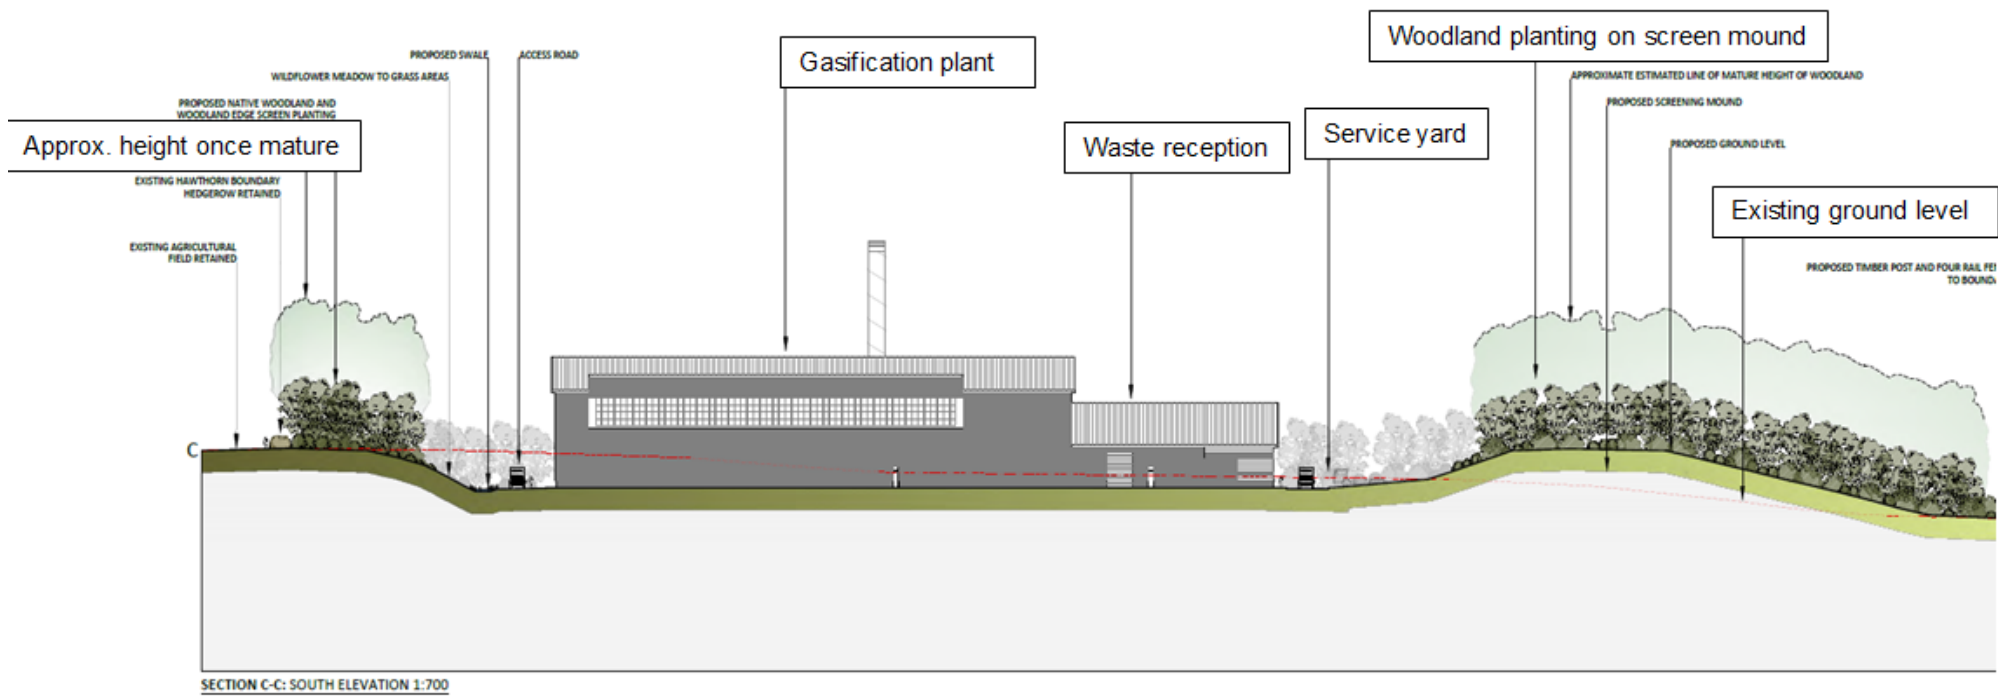 Woodland planting on screen mound
Gasification plant
PROPOSED SWALE
ACCESS ROAD
WILDFLOWER MEADOW TO GRASS AREAS
APPROXIMATE ESTIMATED LINE OF MATURE HEIGHT OF WOODLAND
PROPOSED NATIVE WOODLAND AND
WOODLAND EDGE SCREEN PLANTING
PROPOSED SCREENING MOUND
Approx. height once mature
Waste reception
Service yard
PROPOSED GROUND LEVEL
EXISTING HAWTHORN BOUNDARY
HEDGEROW RETAINED
Existing ground level
EXISTING AGRICULTURAL
FIELD RETAINED
PROPOSED TIMBER POST AND FOUR RAIL
TO
C
SECTION C-C: SOUTH ELEVATION 1:700